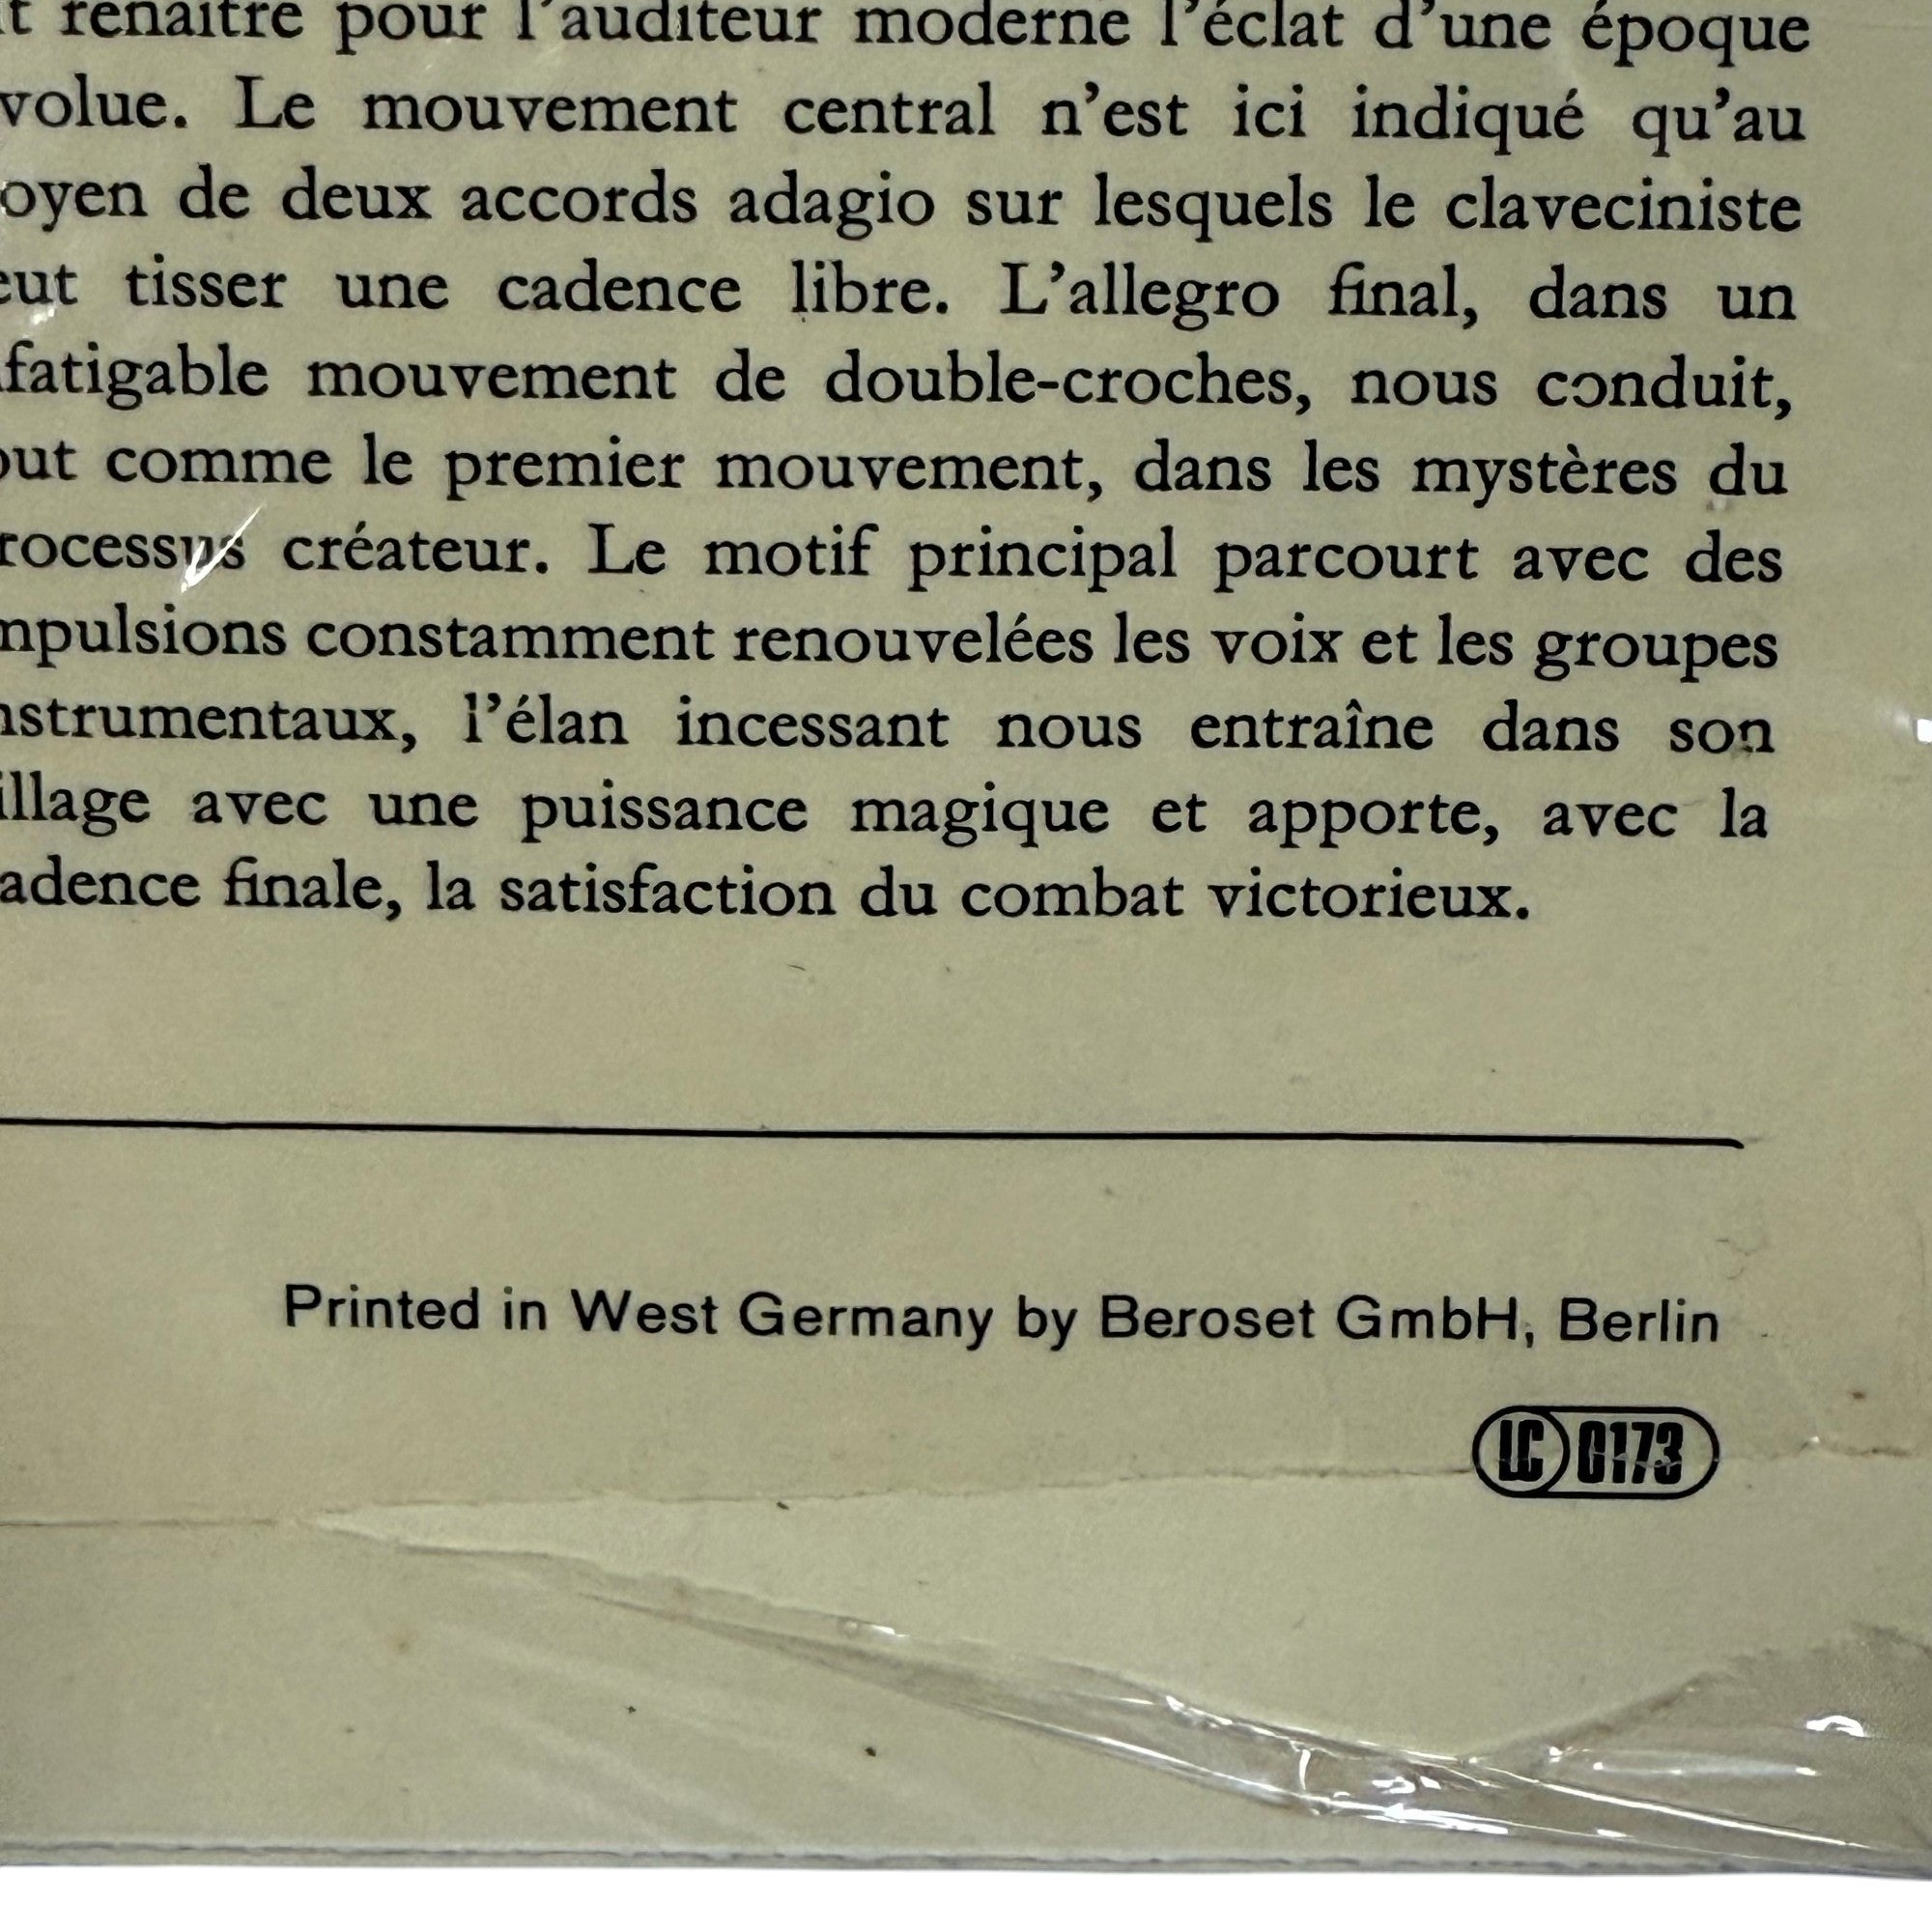 t renaître pour l'auditeur moderne l'éclat d'une époque
volue. Le mouvement central n'est ici indiqué qu'au
oyen de deux accords adagio sur lesquels le claveciniste
eut tisser une cadence libre. L'allegro final, dans un
fatigable mouvement de double-croches, nous conduit,
out comme le premier mouvement, dans les mystères du
rocessus créateur. Le motif principal parcourt avec des
mpulsions constamment renouvelées les voix et les groupes
nstrumentaux, l'élan incessant nous entraîne dans son
illage avec une puissance magique et apporte, avec la
adence finale, la satisfaction du combat victorieux.
Printed in West Germany by Beroset GmbH, Berlin
LC 0173